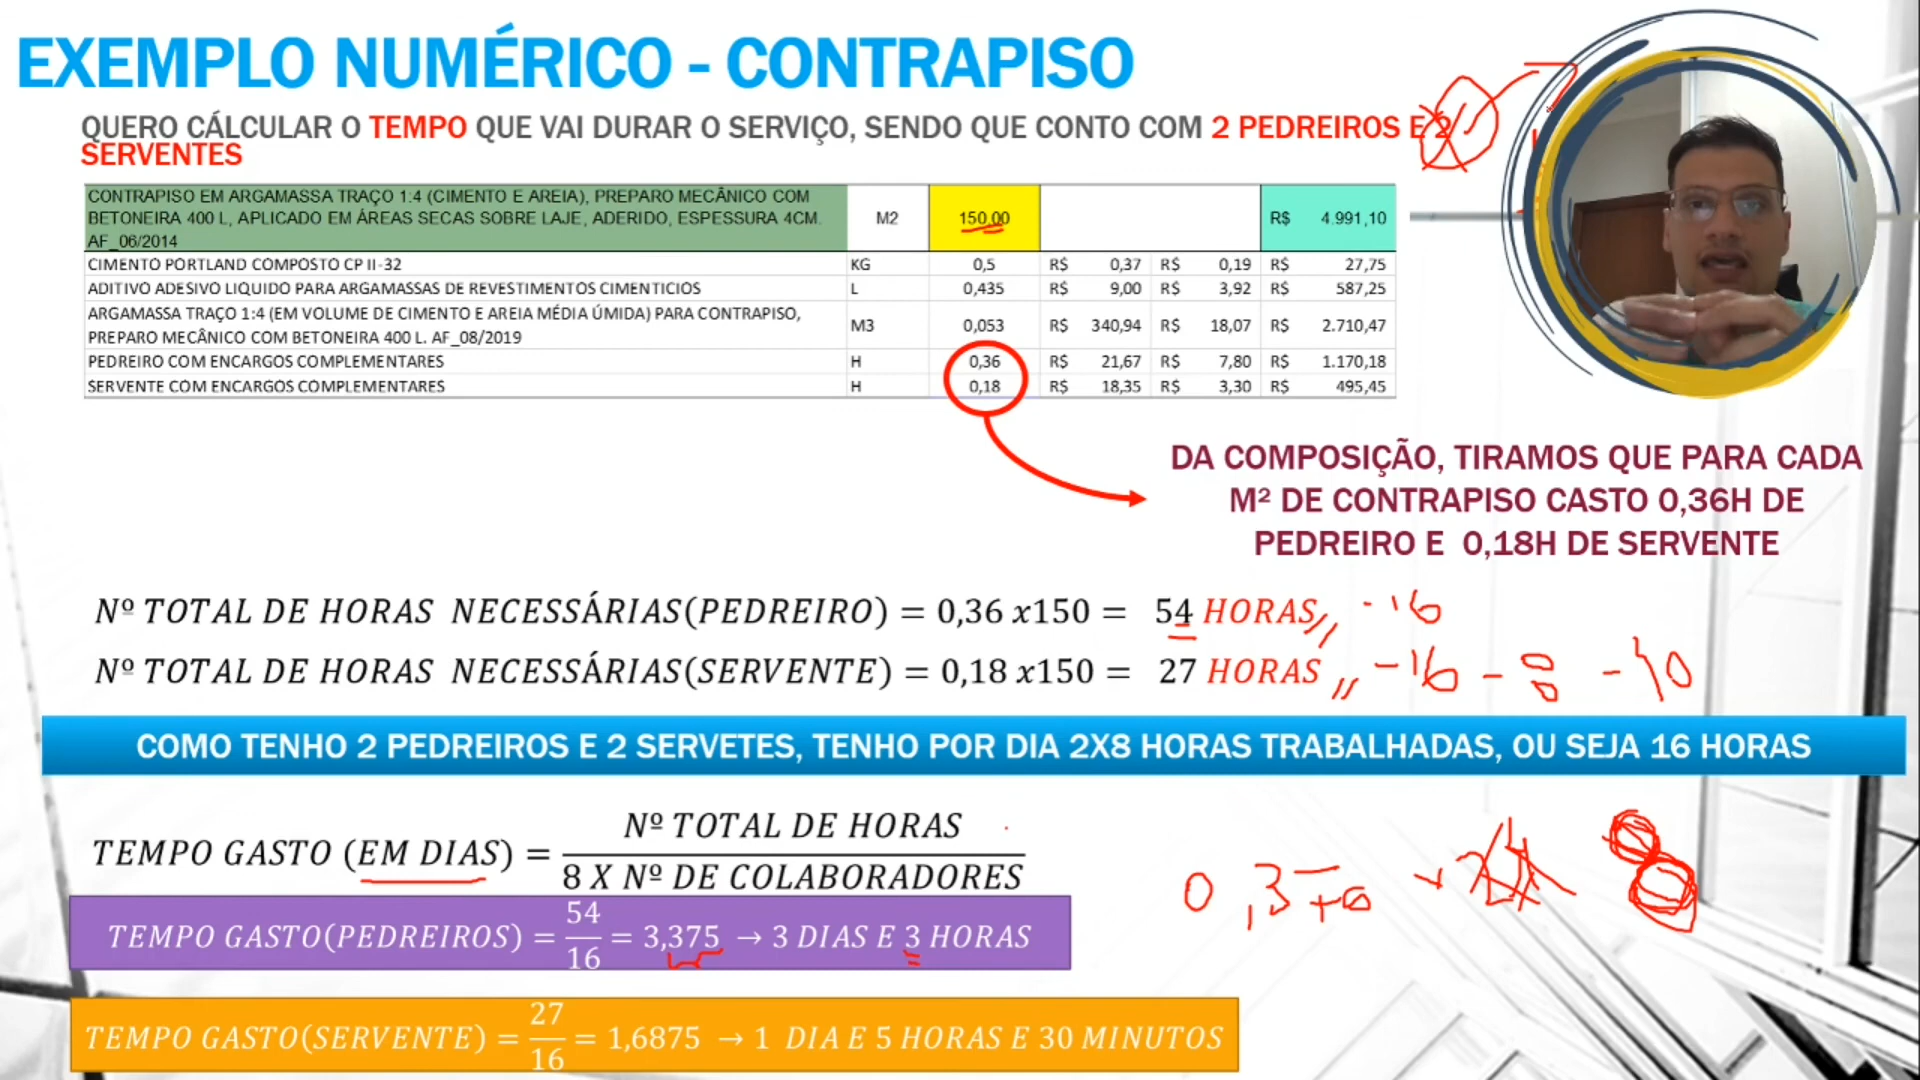 EXEMPLO NUMÉRICO - CONTRAPISO
QUERO CÁLCULAR O TEMPO QUE VAI DURAR O SERVIÇO, SENDO QUE CONTO COM 2 PEDREIROS E 2
SERVENTES
CONTRAPISO EM ARGAMASSA TRAÇO 1:4 (CIMENTO E AREIA), PREPARO MECÂNICO COM
BETONEIRA 400 L, APLICADO EM ÁREAS SECAS SOBRE LAJE, ADERIDO, ESPESSURA 4CM. M2 150,00 R$ 4.991,10
AF_06/2014
CIMENTO PORTLAND COMPOSTO CP II-32 KG 0,5 R$ 0,37 R$ 0,19 R$ 27,75
ADITIVO ADESIVO LIQUIDO PARA ARGAMASSAS DE REVESTIMENTOS CIMENTICIOS L 0,435 R$ 9,00 R$ 3,92 R$ 587,25
ARGAMASSA TRAÇO 1:4 (EM VOLUME DE CIMENTO E AREIA MÉDIA ÚMIDA) PARA CONTRAPISO,
PREPARO MECÂNICO COM BETONEIRA 400 L. AF_08/2019 M3 0,053 R$ 340,94 R$ 18,07 R$ 2.710,47
PEDREIRO COM ENCARGOS COMPLEMENTARES H 0,36 R$ 21,67 R$ 7,80 R$ 1.170,18
SERVENTE COM ENCARGOS COMPLEMENTARES H 0,18 R$ 18,35 R$ 3,30 R$ 495,45
DA COMPOSIÇÃO, TIRAMOS QUE PARA CADA
M² DE CONTRAPISO CASTO 0,36H DE
PEDREIRO E 0,18H DE SERVENTE
Nº TOTAL DE HORAS NECESSÁRIAS(PEDREIRO) = 0,36 x150 = 54 HORAS - 16
Nº TOTAL DE HORAS NECESSÁRIAS(SERVENTE) = 0,18 x150 = 27 HORAS - 16 - 8 - 10
COMO TENHO 2 PEDREIROS E 2 SERVETES, TENHO POR DIA 2X8 HORAS TRABALHADAS, OU SEJA 16 HORAS
TEMPO GASTO (EM DIAS) = Nº TOTAL DE HORAS
8 X Nº DE COLABORADORES
TEMPO GASTO(PEDREIROS) = 54/16 = 3,375 → 3 DIAS E 3 HORAS
TEMPO GASTO(SERVENTE) = 27/16 = 1,6875 → 1 DIA E 5 HORAS E 30 MINUTOS